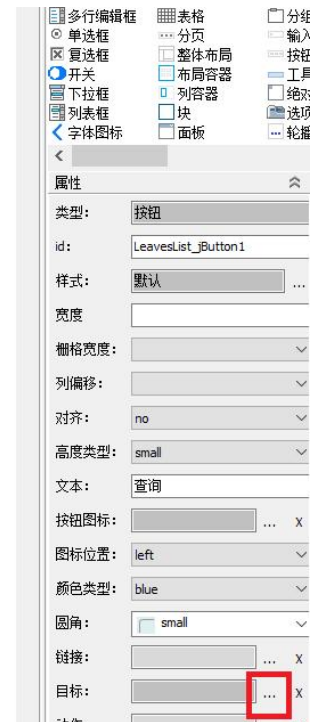 多行编辑框 表格 分组
单选框 分页 输入
复选框 整体布局 按钮
开关 布局容器 工具
下拉框 列容器 绝对
列表框 块 选项
字体图标 面板 轮播
属性
类型： 按钮
id: LeavesList_jButton1
样式： 默认 ...
宽度
栅格宽度：
列偏移：
对齐： no
高度类型： small
文本： 查询
按钮图标： ... x
图标位置： left
颜色类型： blue
圆角： small
链接： ... x
目标： ... x